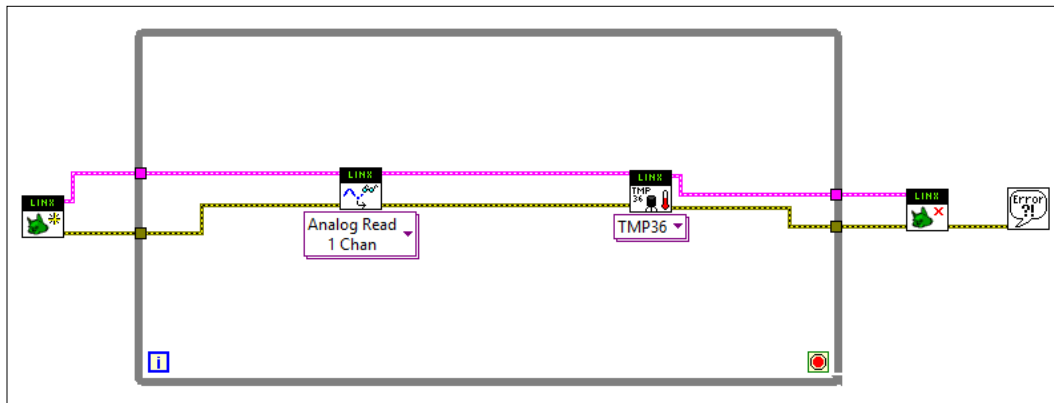 LINX
LINX
Analog Read
1 Chan
LINX
TMP
36
TMP36
LINX
Error
?!
i